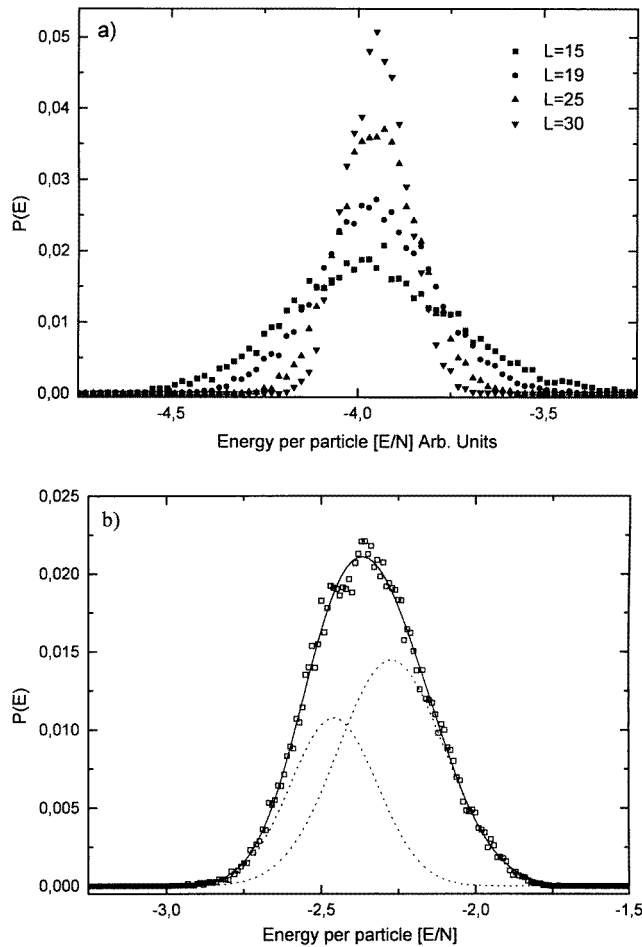 a)
0,05
0,04
0,03
0,02
0,01
0,00
P(E)
L=15
L=19
L=25
L=30
-4,5
-4,0
-3,5
Energy per particle [E/N] Arb. Units
b)
0,025
0,020
0,015
0,010
0,005
0,000
P(E)
-3,0
-2,5
-2,0
-1,5
Energy per particle [E/N]